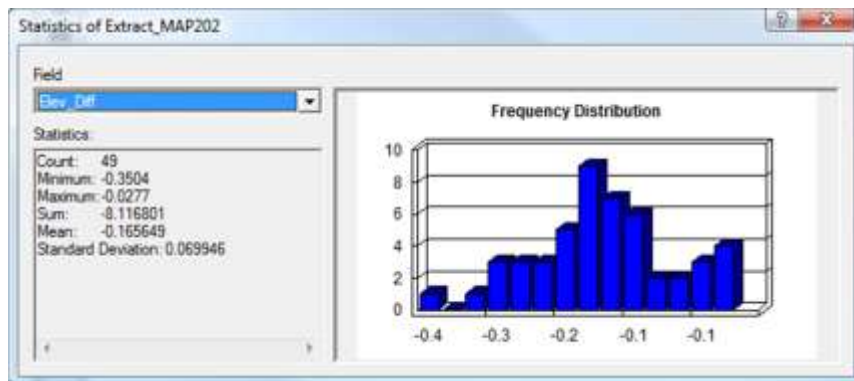 Statistics of Extract_MAP202
Field
Elev_Diff
Statistics:
Count: 49
Minimum: -0.3504
Maximum: -0.0277
Sum: -8.116801
Mean: -0.165649
Standard Deviation: 0.069946
Frequency Distribution
10
8
6
4
2
0
-0.4 -0.3 -0.2 -0.1 -0.1